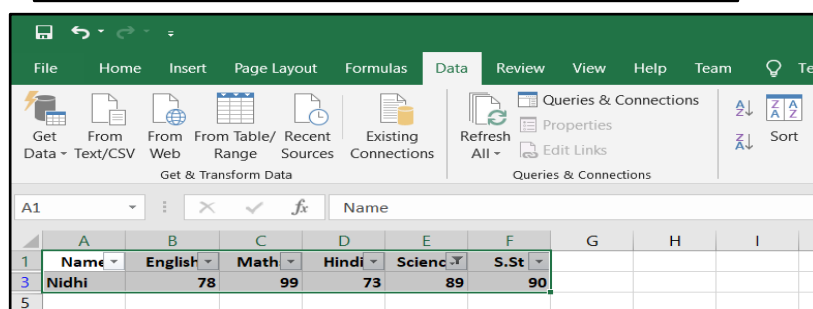 File Home Insert Page Layout Formulas Data Review View Help Team
Get Data From Text/CSV From Web From Table/ Range Recent Sources Existing Connections Refresh All Queries & Connections Sort
Properties
Edit Links
Get & Transform Data Queries & Connections
A1 fx Name
A B C D E F G H I
1 Name English Math Hindi Scienc S.St
3 Nidhi 78 99 73 89 90
5